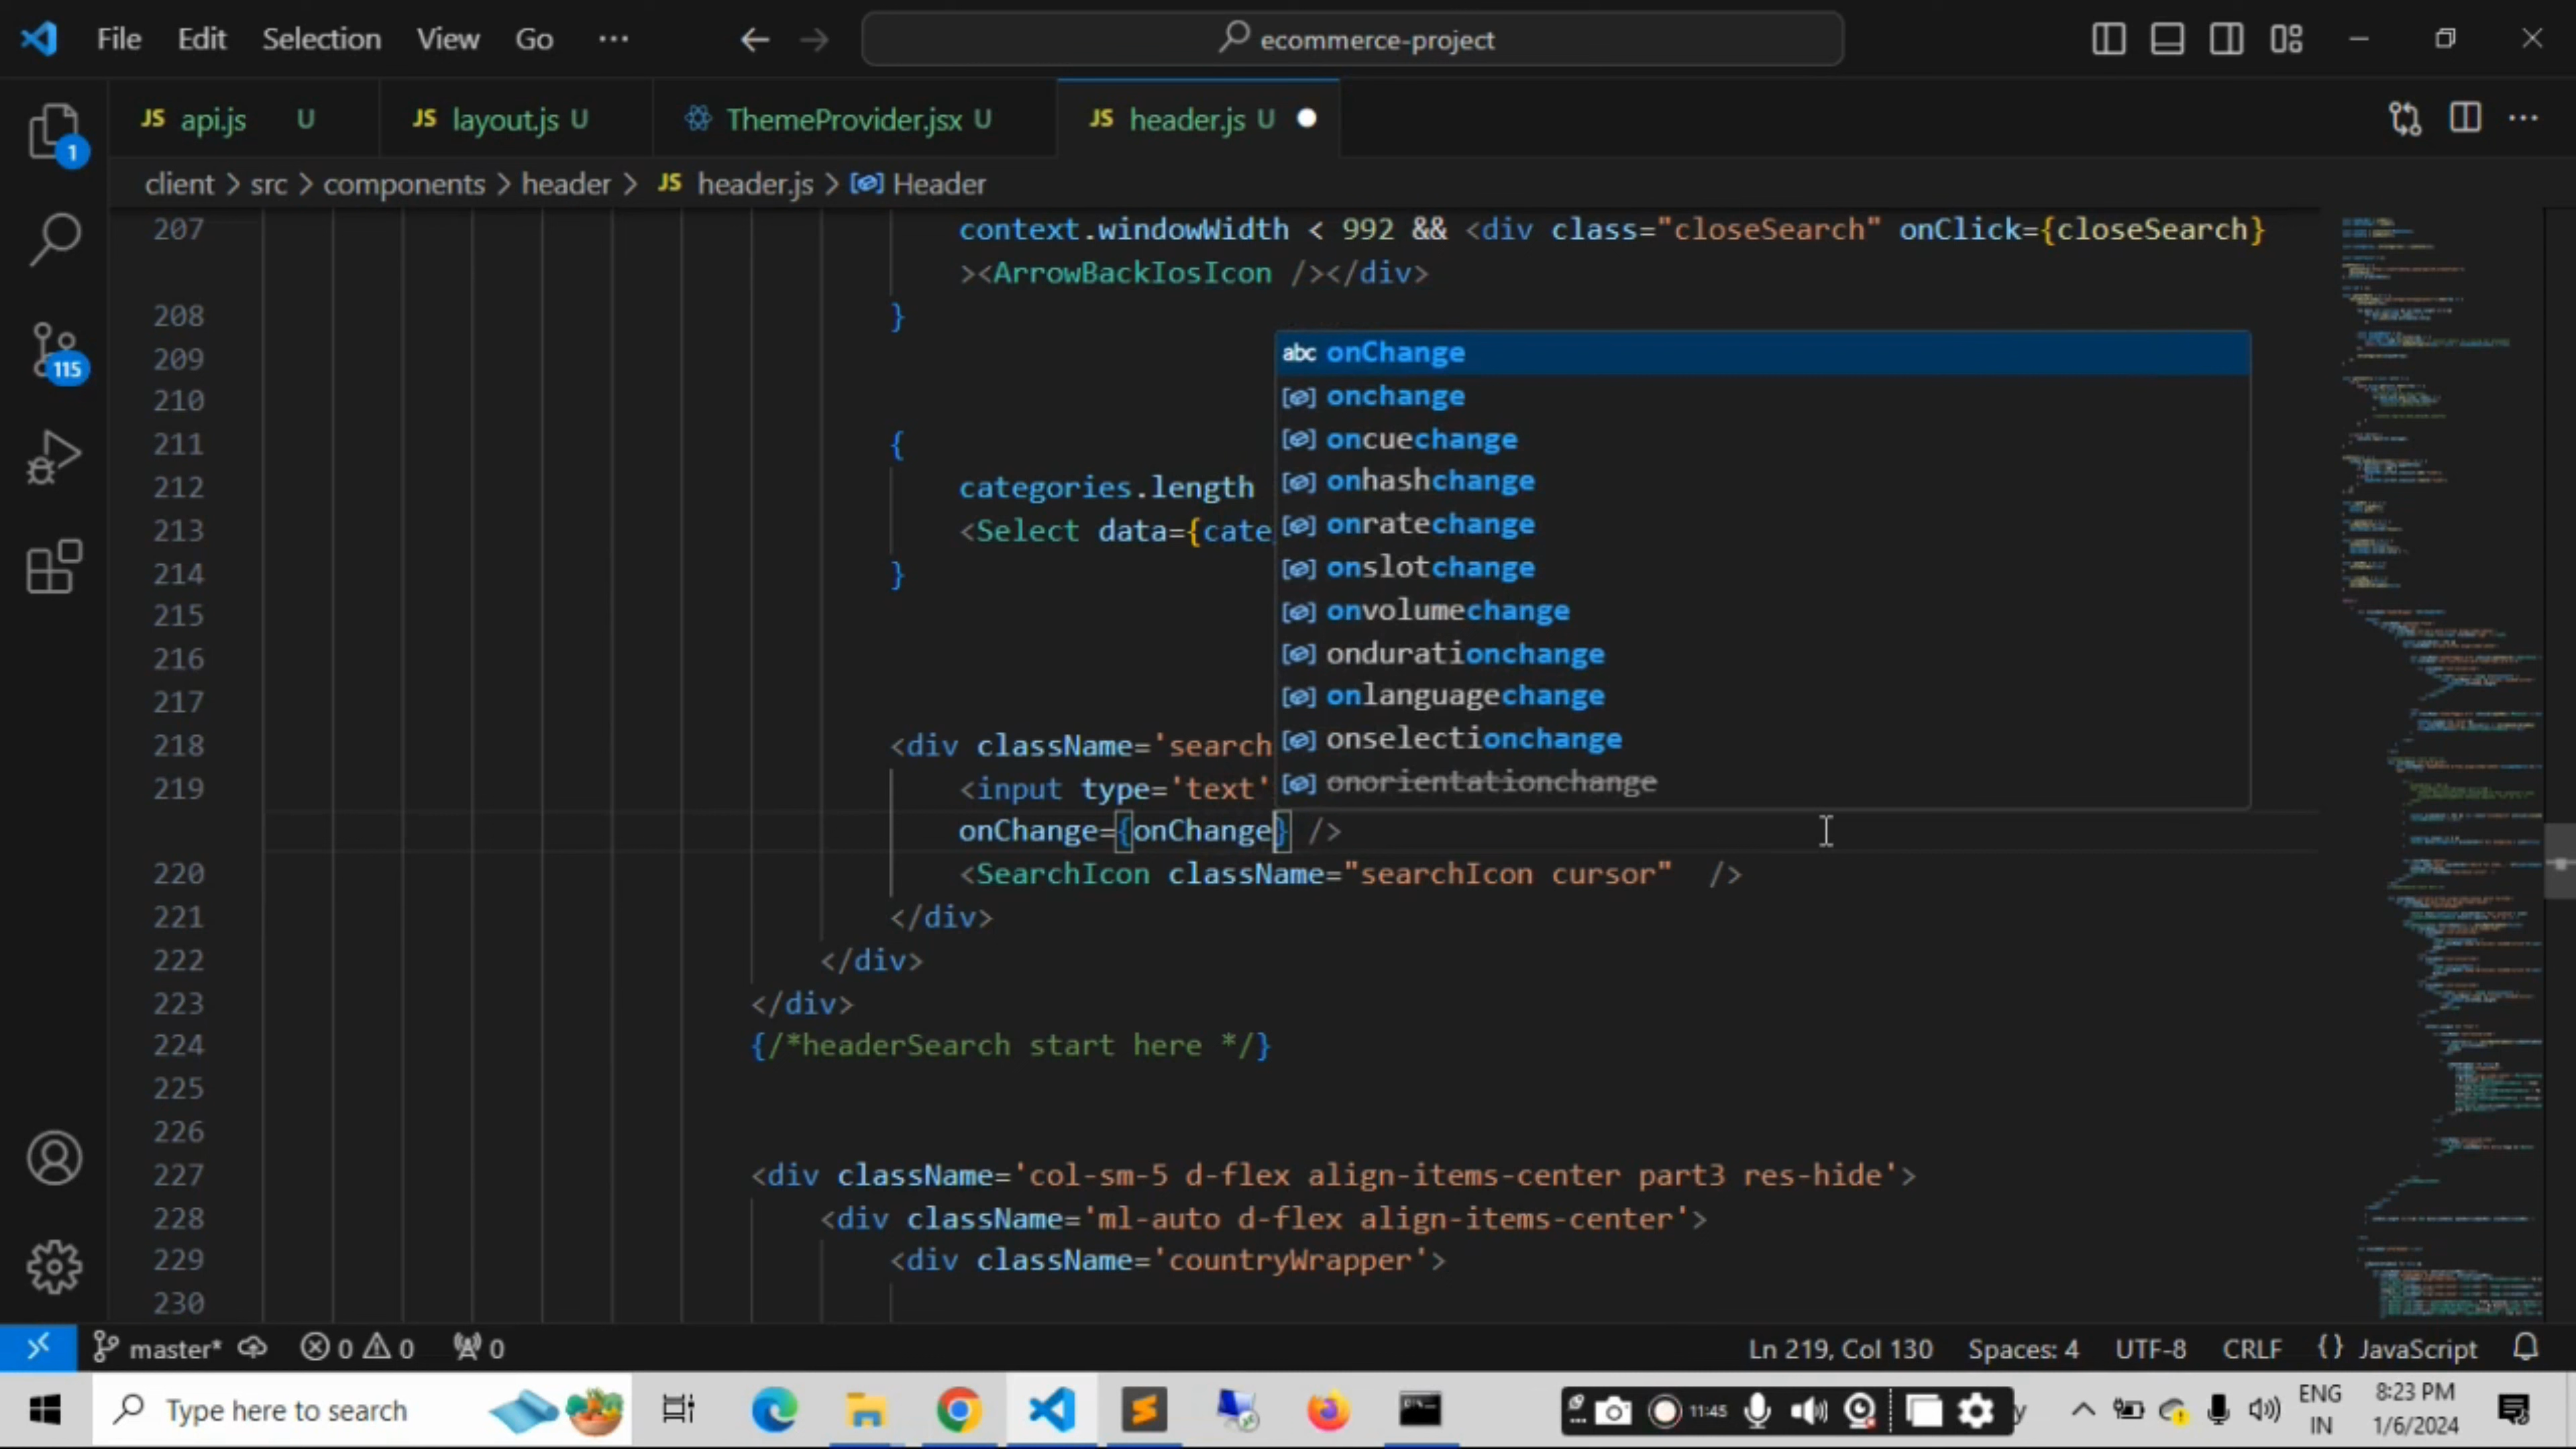 File Edit Selection View Go ··· ecommerce-project
JS api.js U JS layout.js U ThemeProvider.jsx U JS header.js U
1
client > src > components > header > JS header.js > Header
207 context.windowWidth < 992 && <div class="closeSearch" onClick={closeSearch}
><ArrowBackIosIcon /></div>
208 }
209
210
211 {
212 categories.length
213 <Select data={cate
214 }
215
216
217
218 <div className='search
219 <input type='text'
onChange={onChange} />
220 <SearchIcon className="searchIcon cursor" />
221 </div>
222 </div>
223 </div>
224 {/*headerSearch start here */}
225
226
227 <div className='col-sm-5 d-flex align-items-center part3 res-hide'>
228 <div className='ml-auto d-flex align-items-center'>
229 <div className='countryWrapper'>
230
abc onChange
onchange
oncuechange
onhashchange
onratechange
onslotchange
onvolumechange
ondurationchange
onlanguagechange
onselectionchange
onorientationchange
115
master* 0 0 0 Ln 219, Col 130 Spaces: 4 UTF-8 CRLF {} JavaScript
Type here to search 11:45 y ENG 8:23 PM
IN 1/6/2024